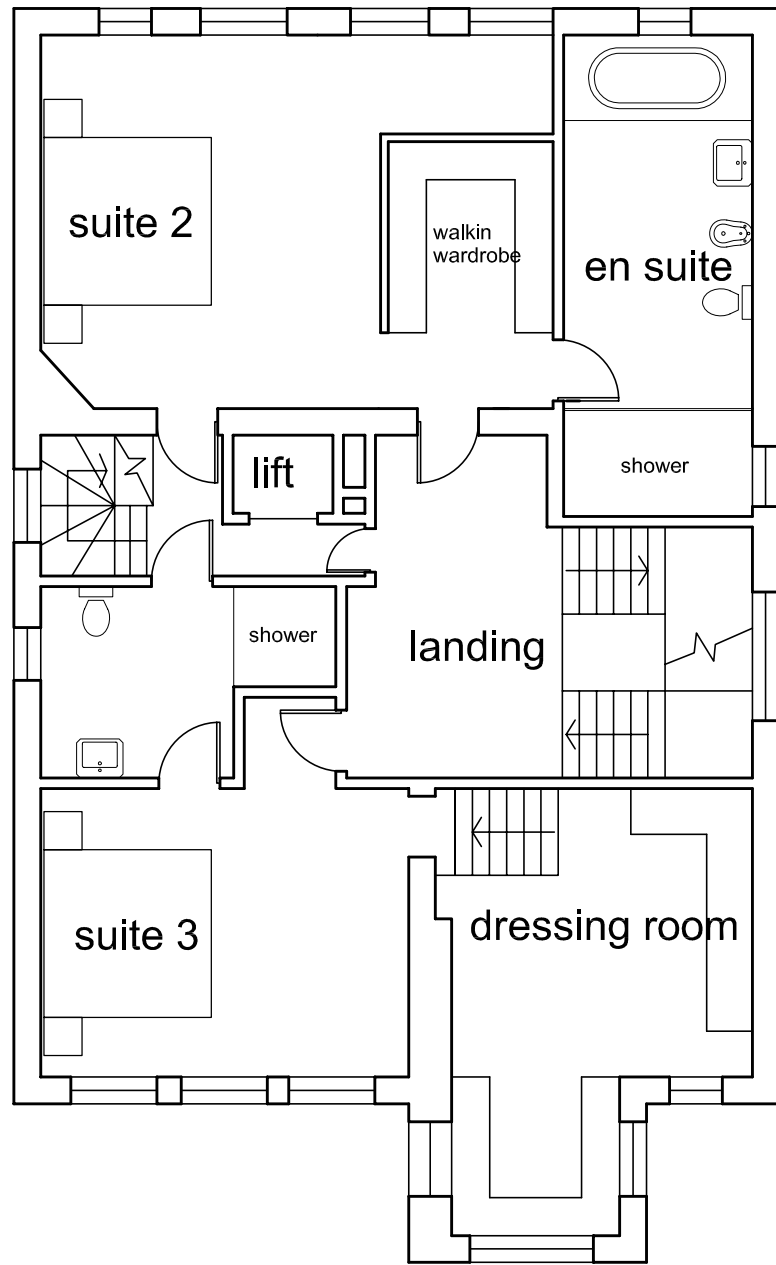 suite 2
walkin
wardrobe
en suite
lift
shower
shower
landing
suite 3
dressing room